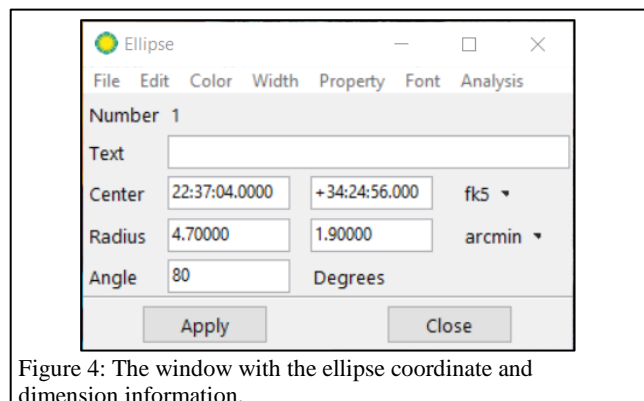 Ellipse
File Edit Color Width Property Font Analysis
Number 1
Text
Center 22:37:04.0000 +34:24:56.000 fk5
Radius 4.70000 1.90000 arcmin
Angle 80 Degrees
Apply Close
Figure 4: The window with the ellipse coordinate and
dimension information.